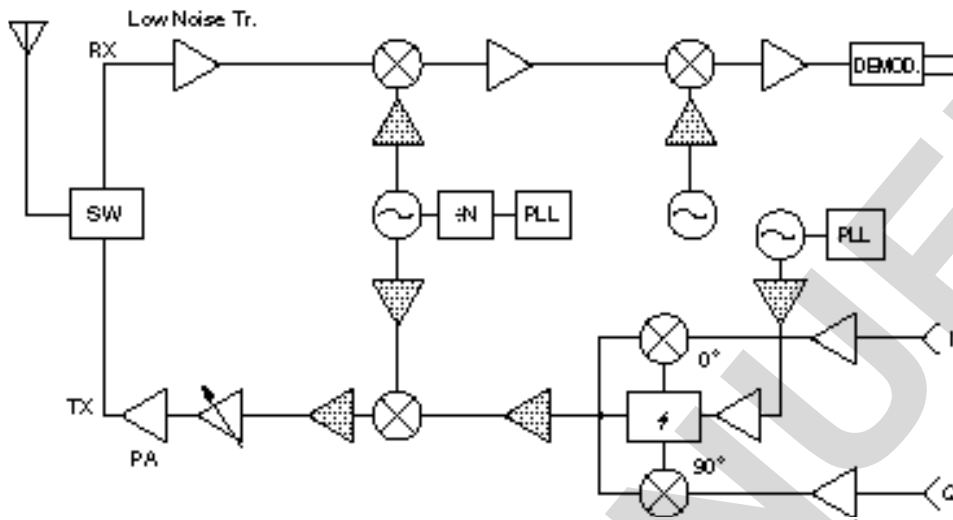 Low Noise Tr.
RX
DEMOD.
SW
÷N
PLL
PLL
I
0°
TX
PA
90°
Q